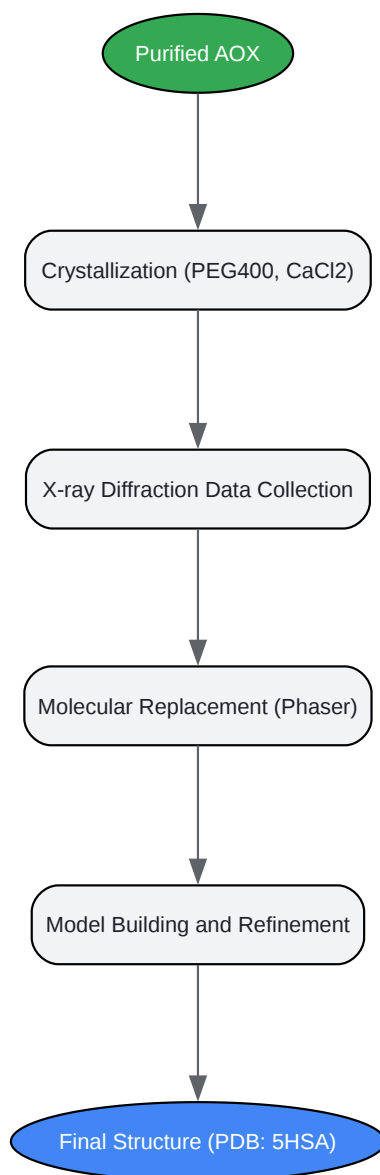 Purified AOX
Crystallization (PEG400, CaCl2)
X-ray Diffraction Data Collection
Molecular Replacement (Phaser)
Model Building and Refinement
Final Structure (PDB: 5HSA)